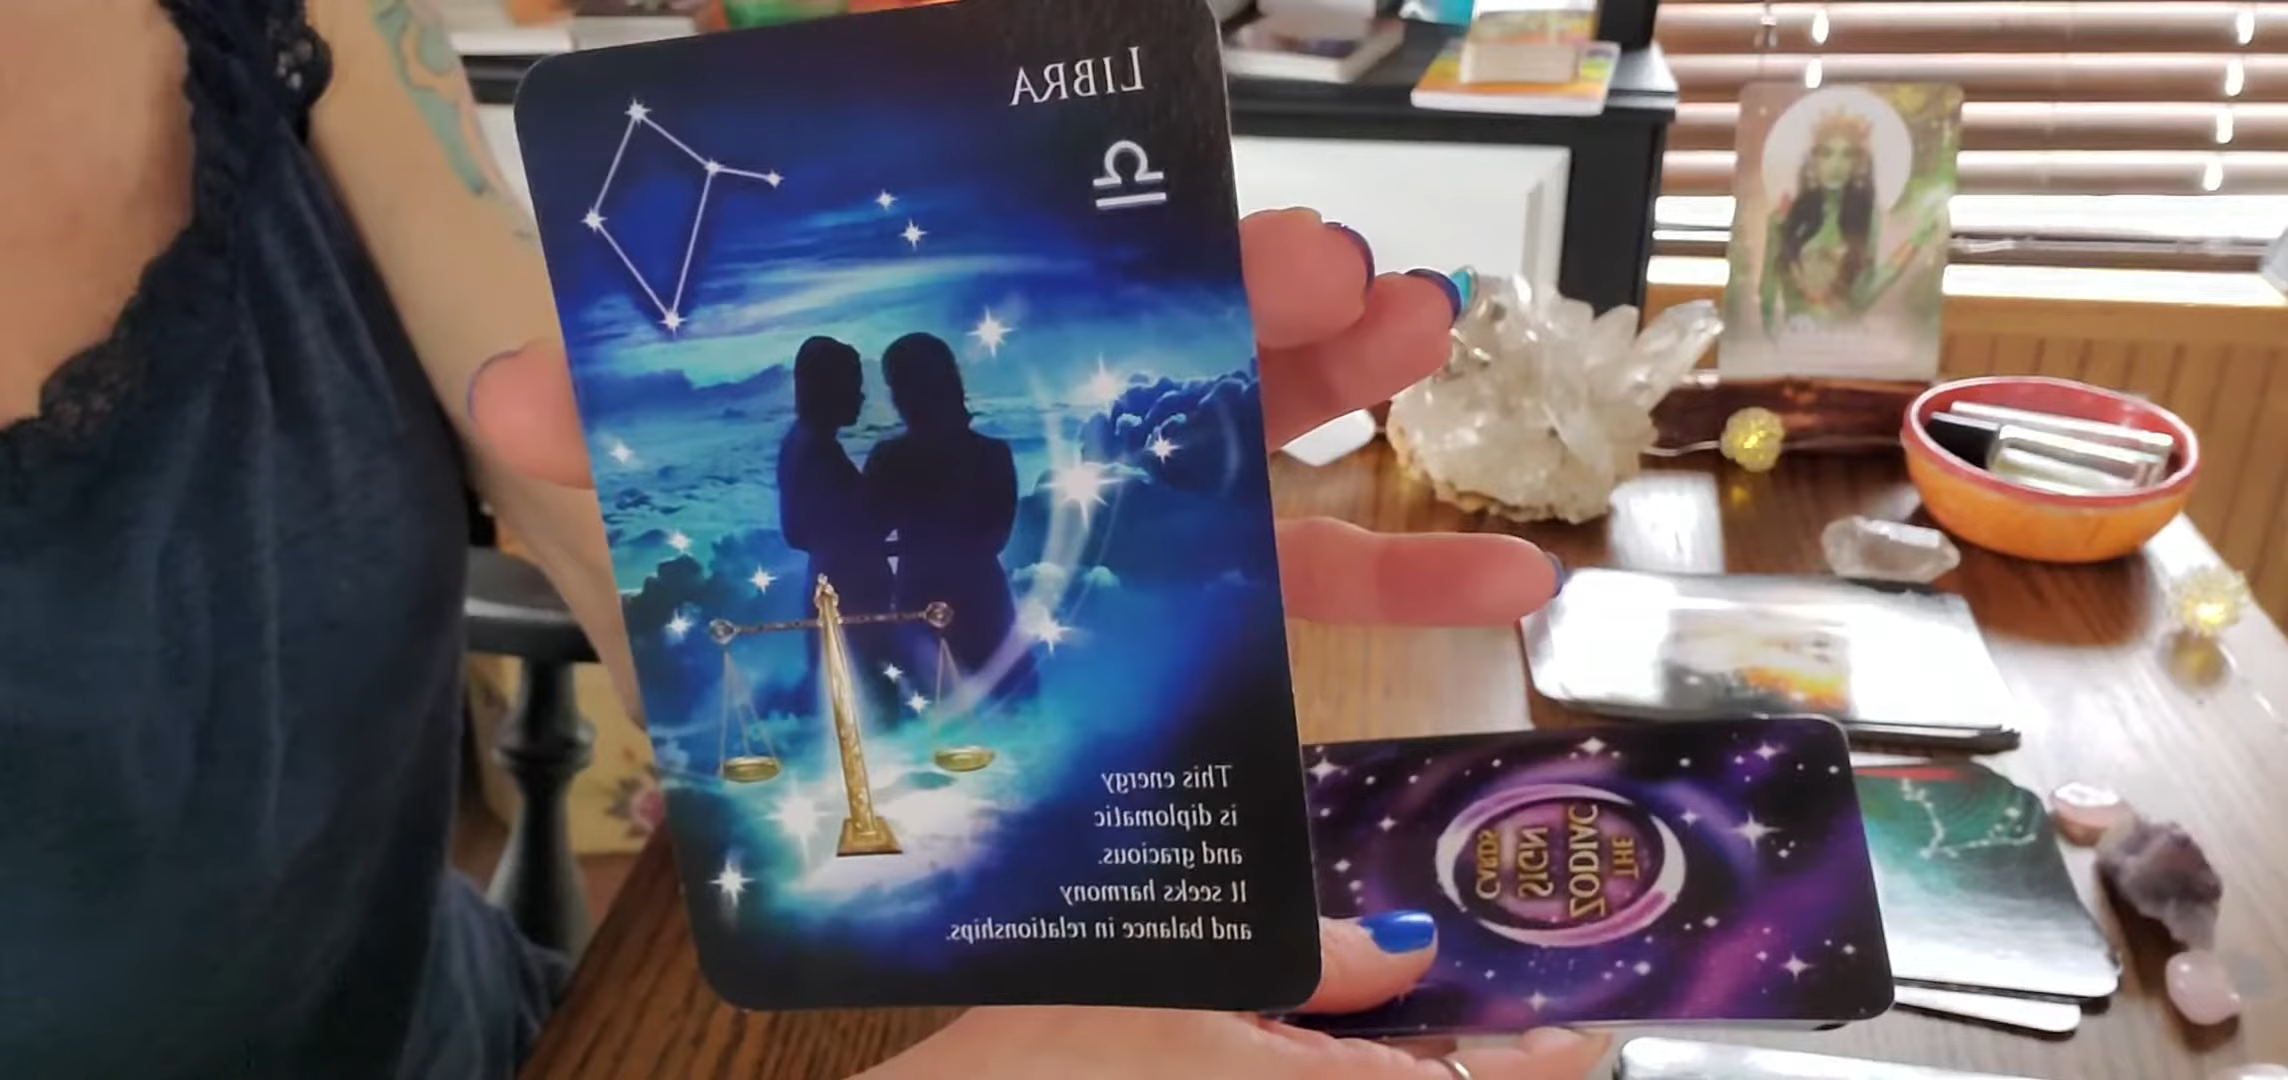 LIBRA
♎
This energy
is diplomatic
and gracious.
It seeks harmony
and balance in relationships.
THE
ZODIAC
SIGN
CARDS